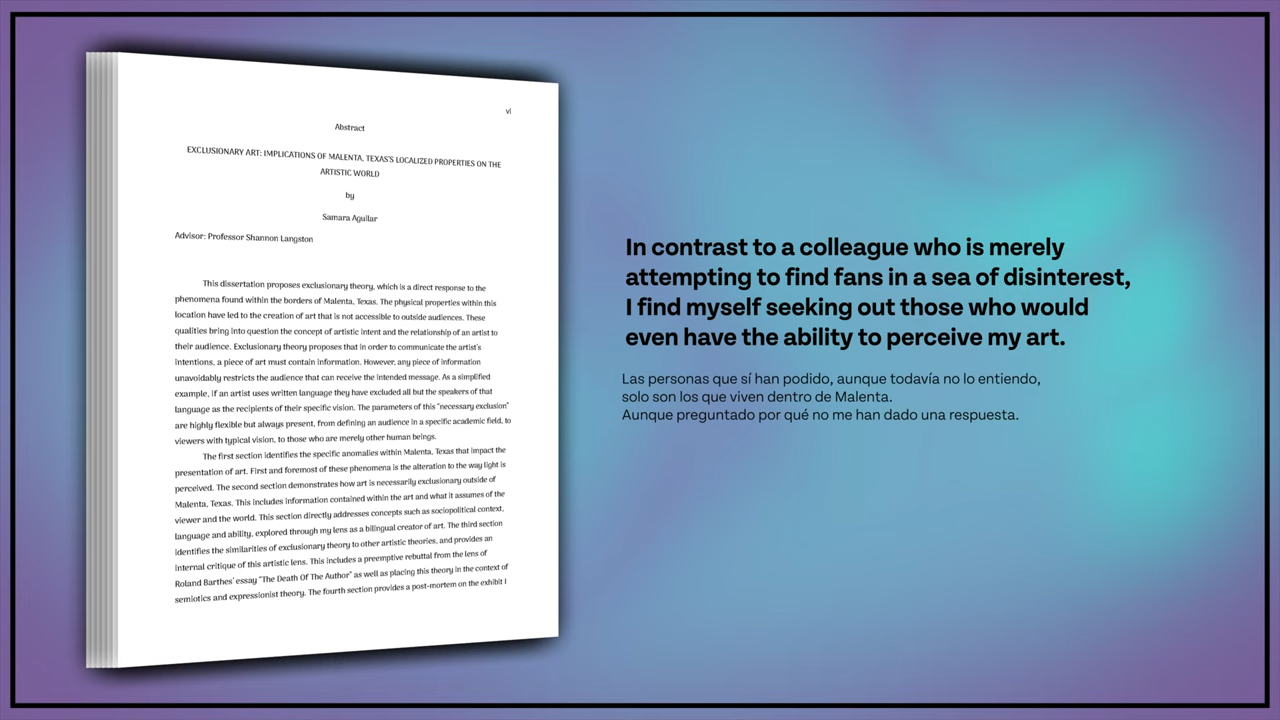 vi
Abstract
EXCLUSIONARY ART: IMPLICATIONS OF MALENTA, TEXAS'S LOCALIZED PROPERTIES ON THE
ARTISTIC WORLD
by
Samara Aguilar
Advisor: Professor Shannon Langston
This dissertation proposes exclusionary theory, which is a direct response to the
phenomena found within the borders of Malenta, Texas. The physical properties within this
location have led to the creation of art that is not accessible to outside audiences. These
qualities bring into question the concept of artistic intent and the relationship of an artist to
their audience. Exclusionary theory proposes that in order to communicate the artist's
intentions, a piece of art must contain information. However, any piece of information
unavoidably restricts the audience that can receive the intended message. As a simplified
example, if an artist uses written language they have excluded all but the speakers of that
language as the recipients of their specific vision. The parameters of this "necessary exclusion"
are highly flexible but always present, from defining an audience in a specific academic field, to
viewers with typical vision, to those who are merely other human beings.
The first section identifies the specific anomalies within Malenta, Texas that impact the
presentation of art. First and foremost of these phenomena is the alteration to the way light is
perceived. The second section demonstrates how art is necessarily exclusionary outside of
Malenta, Texas. This includes information contained within the art and what it assumes of the
viewer and the world. This section directly addresses concepts such as sociopolitical context,
language and ability, explored through my lens as a bilingual creator of art. The third section
identifies the similarities of exclusionary theory to other artistic theories, and provides an
internal critique of this artistic lens. This includes a preemptive rebuttal from the lens of
Roland Barthes' essay "The Death Of The Author" as well as placing this theory in the context of
semiotics and expressionist theory. The fourth section provides a post-mortem on the exhibit I
In contrast to a colleague who is merely
attempting to find fans in a sea of disinterest,
I find myself seeking out those who would
even have the ability to perceive my art.
Las personas que sí han podido, aunque todavía no lo entiendo,
solo son los que viven dentro de Malenta.
Aunque preguntado por qué no me han dado una respuesta.